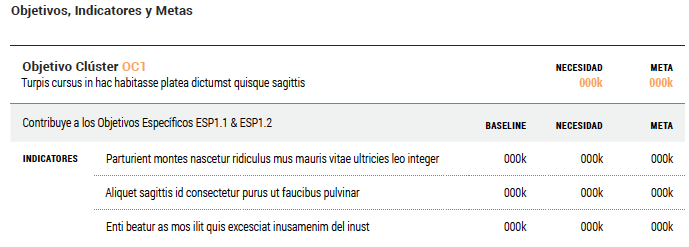 Objetivos, Indicatores y Metas
Objetivo Clúster OC1 NECESIDAD META
Turpis cursus in hac habitasse platea dictumst quisque sagittis 000k 000k
Contribuye a los Objetivos Específicos ESP1.1 & ESP1.2 BASELINE NECESIDAD META
INDICATORES Parturient montes nascetur ridiculus mus mauris vitae ultricies leo integer 000k 000k 000k
Aliquet sagittis id consectetur purus ut faucibus pulvinar 000k 000k 000k
Enti beatur as mos ilit quis excesciat inusamenim del inust 000k 000k 000k